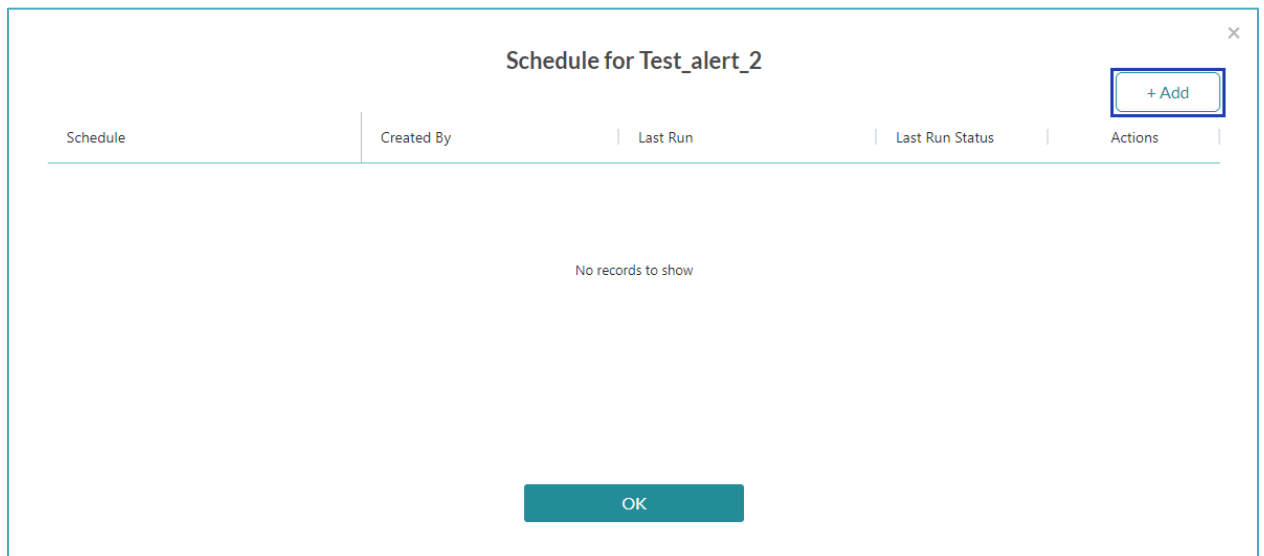 ×
Schedule for Test_alert_2
+ Add
Schedule Created By Last Run Last Run Status Actions
No records to show
OK